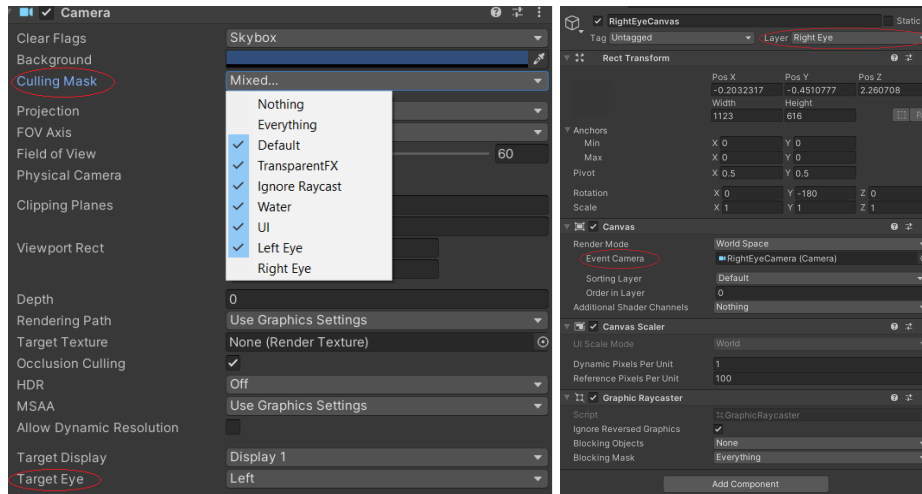 Camera
Clear Flags Skybox
Background
Culling Mask Mixed...
Nothing
Everything
Projection
Default
FOV Axis
TransparentFX
Field of View 60
Ignore Raycast
Physical Camera
Water
Clipping Planes
UI
Left Eye
Viewport Rect
Right Eye
Depth 0
Rendering Path Use Graphics Settings
Target Texture None (Render Texture)
Occlusion Culling
HDR Off
MSAA Use Graphics Settings
Allow Dynamic Resolution
Target Display Display 1
Target Eye Left
RightEyeCanvas Static
Tag Untagged Layer Right Eye
Rect Transform
Pos X Pos Y Pos Z
-0.2032317 -0.4510777 2.260708
Width Height
1123 616
Anchors
Min X 0 Y 0
Max X 0 Y 0
Pivot X 0.5 Y 0.5
Rotation X 0 Y -180 Z 0
Scale X 1 Y 1 Z 1
Canvas
Render Mode World Space
Event Camera RightEyeCamera (Camera)
Sorting Layer Default
Order in Layer 0
Additional Shader Channels Nothing
Canvas Scaler
UI Scale Mode World
Dynamic Pixels Per Unit 1
Reference Pixels Per Unit 100
Graphic Raycaster
Script GraphicRaycaster
Ignore Reversed Graphics
Blocking Objects None
Blocking Mask Everything
Add Component